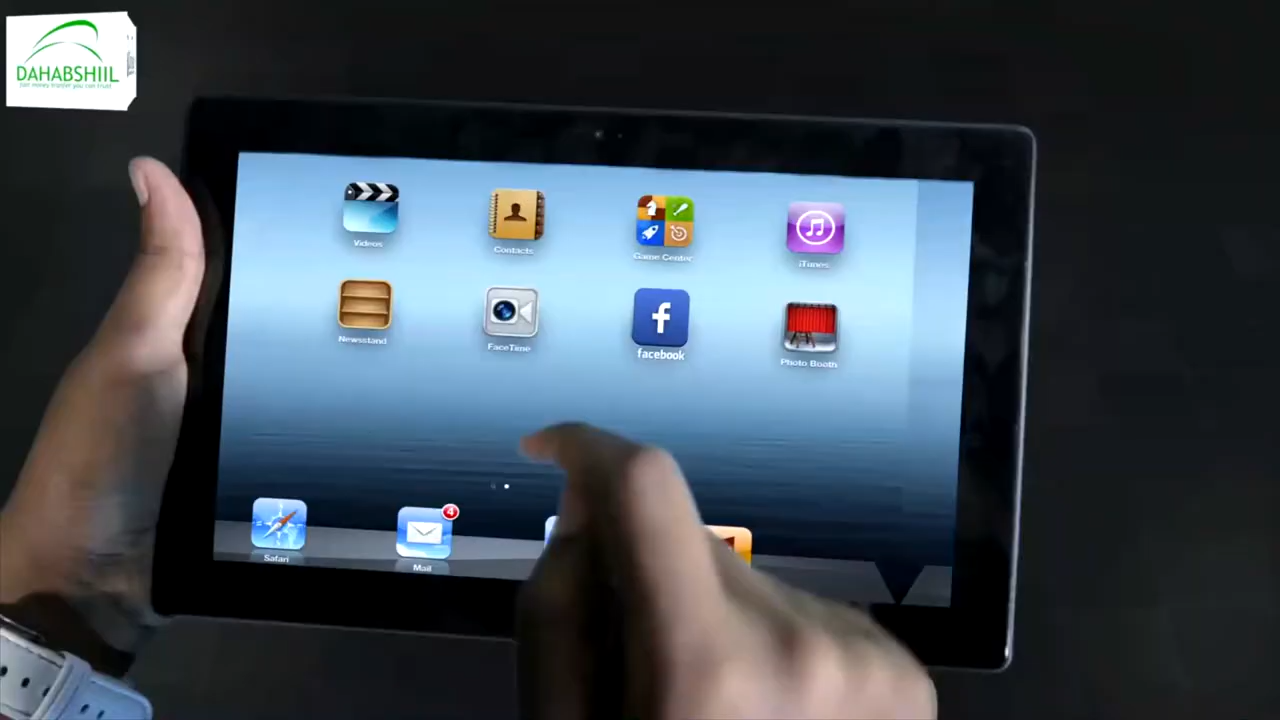 DAHABSHIIL
Videos
Contacts
Game Center
iTunes
Newsstand
FaceTime
f
facebook
Photo Booth
4
Safari
Mail